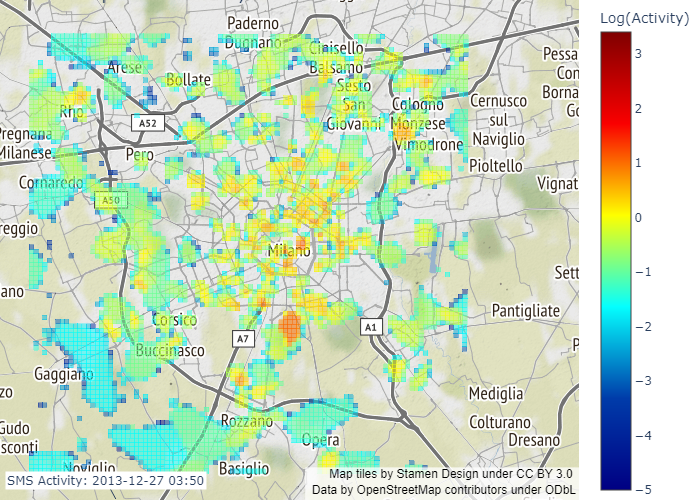 Log(Activity)
3
2
1
0
−1
−2
−3
−4
−5
Paderno
Dugnano
Cinisello
Balsamo
Pessa
Con
Borna
Go
Arese
Bollate
Sesto
San
Giovanni
Cologno
Monzese
Cernusco
sul
Naviglio
Rho
A52
Pregnana
Milanese
Pero
Vimodrone
Pioltello
Cornaredo
A50
Vignat
reggio
Milano
Sett
ano
Corsico
A7
A1
Pantigliate
P
Buccinasco
Gaggiano
zo
Mediglia
Gudo
sconti
Rozzano
Opera
Colturano
Dresano
Noviglio
Basiglio
SMS Activity: 2013-12-27 03:50
Map tiles by Stamen Design under CC BY 3.0
Data by OpenStreetMap contributors under ODbL